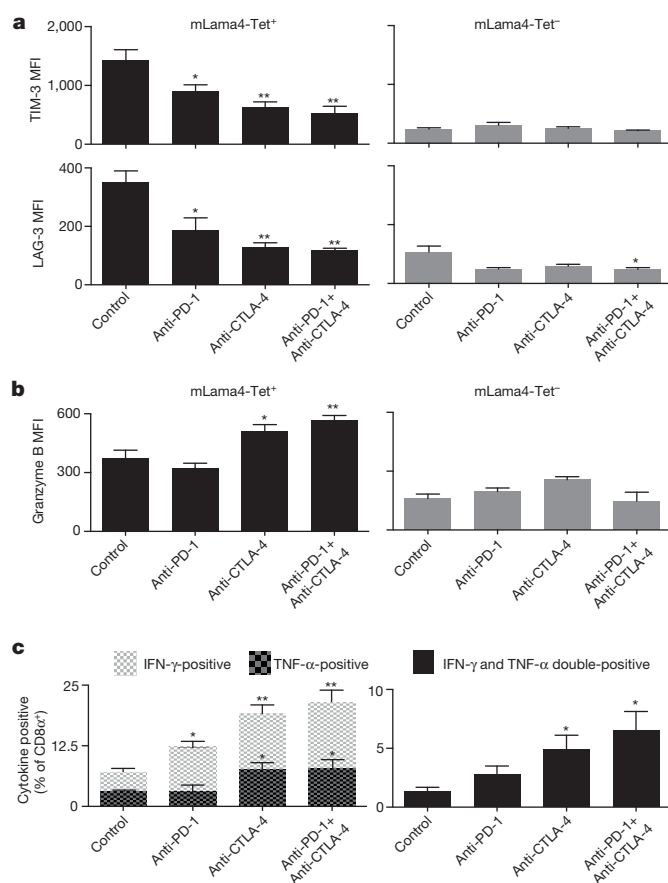 a
mLama4-Tet⁺
mLama4-Tet⁻
TIM-3 MFI
2,000
1,000
0
*
**
**
LAG-3 MFI
400
200
0
*
**
**
*
Control
Anti-PD-1
Anti-CTLA-4
Anti-PD-1+
Anti-CTLA-4
Control
Anti-PD-1
Anti-CTLA-4
Anti-PD-1+
Anti-CTLA-4
b
mLama4-Tet⁺
mLama4-Tet⁻
Granzyme B MFI
600
300
0
*
**
Control
Anti-PD-1
Anti-CTLA-4
Anti-PD-1+
Anti-CTLA-4
Control
Anti-PD-1
Anti-CTLA-4
Anti-PD-1+
Anti-CTLA-4
c
IFN-γ-positive
TNF-α-positive
IFN-γ and TNF-α double-positive
Cytokine positive
(% of CD8α⁺)
25
12.5
0
*
**
**
*
*
10
5
0
*
*
Control
Anti-PD-1
Anti-CTLA-4
Anti-PD-1+
Anti-CTLA-4
Control
Anti-PD-1
Anti-CTLA-4
Anti-PD-1+
Anti-CTLA-4